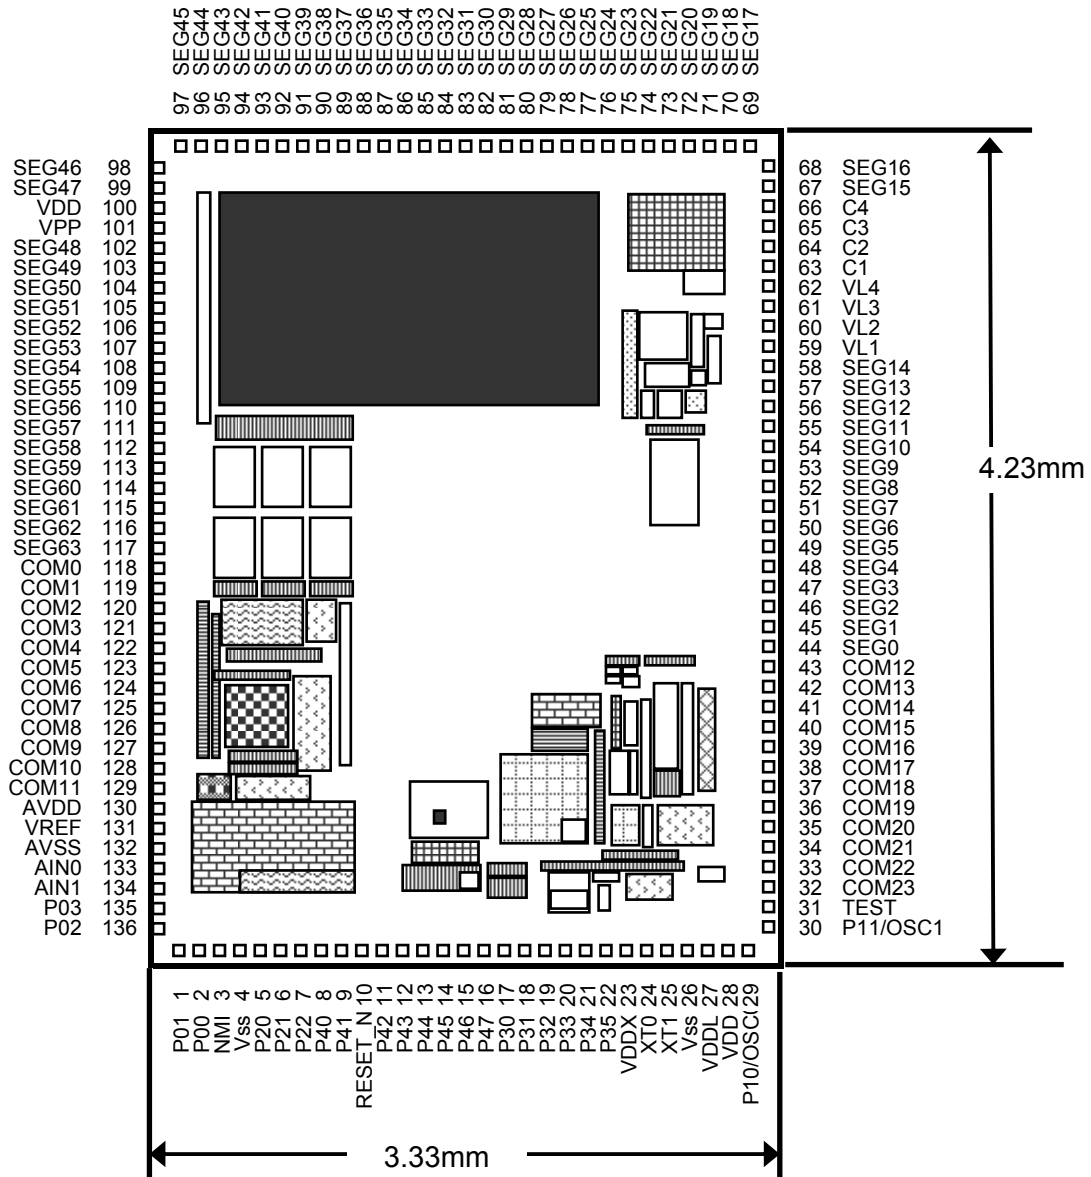 97 SEG45
96 SEG44
95 SEG43
94 SEG42
93 SEG41
92 SEG40
91 SEG39
90 SEG38
89 SEG37
88 SEG36
87 SEG35
86 SEG34
85 SEG33
84 SEG32
83 SEG31
82 SEG30
81 SEG29
80 SEG28
79 SEG27
78 SEG26
77 SEG25
76 SEG24
75 SEG23
74 SEG22
73 SEG21
72 SEG20
71 SEG19
70 SEG18
69 SEG17
SEG46 98
SEG47 99
VDD 100
VPP 101
SEG48 102
SEG49 103
SEG50 104
SEG51 105
SEG52 106
SEG53 107
SEG54 108
SEG55 109
SEG56 110
SEG57 111
SEG58 112
SEG59 113
SEG60 114
SEG61 115
SEG62 116
SEG63 117
COM0 118
COM1 119
COM2 120
COM3 121
COM4 122
COM5 123
COM6 124
COM7 125
COM8 126
COM9 127
COM10 128
COM11 129
AVDD 130
VREF 131
AVSS 132
AIN0 133
AIN1 134
P03 135
P02 136
68 SEG16
67 SEG15
66 C4
65 C3
64 C2
63 C1
62 VL4
61 VL3
60 VL2
59 VL1
58 SEG14
57 SEG13
56 SEG12
55 SEG11
54 SEG10
53 SEG9
52 SEG8
51 SEG7
50 SEG6
49 SEG5
48 SEG4
47 SEG3
46 SEG2
45 SEG1
44 SEG0
43 COM12
42 COM13
41 COM14
40 COM15
39 COM16
38 COM17
37 COM18
36 COM19
35 COM20
34 COM21
33 COM22
32 COM23
31 TEST
30 P11/OSC1
4.23mm
P01 1
P00 2
NMI 3
Vss 4
P20 5
P21 6
P22 7
P40 8
P41 9
RESET_N 10
P42 11
P43 12
P44 13
P45 14
P46 15
P47 16
P30 17
P31 18
P32 19
P33 20
P34 21
P35 22
VDDX 23
XT0 24
XT1 25
Vss 26
VDDL 27
VDD 28
P10/OSC( 29
3.33mm